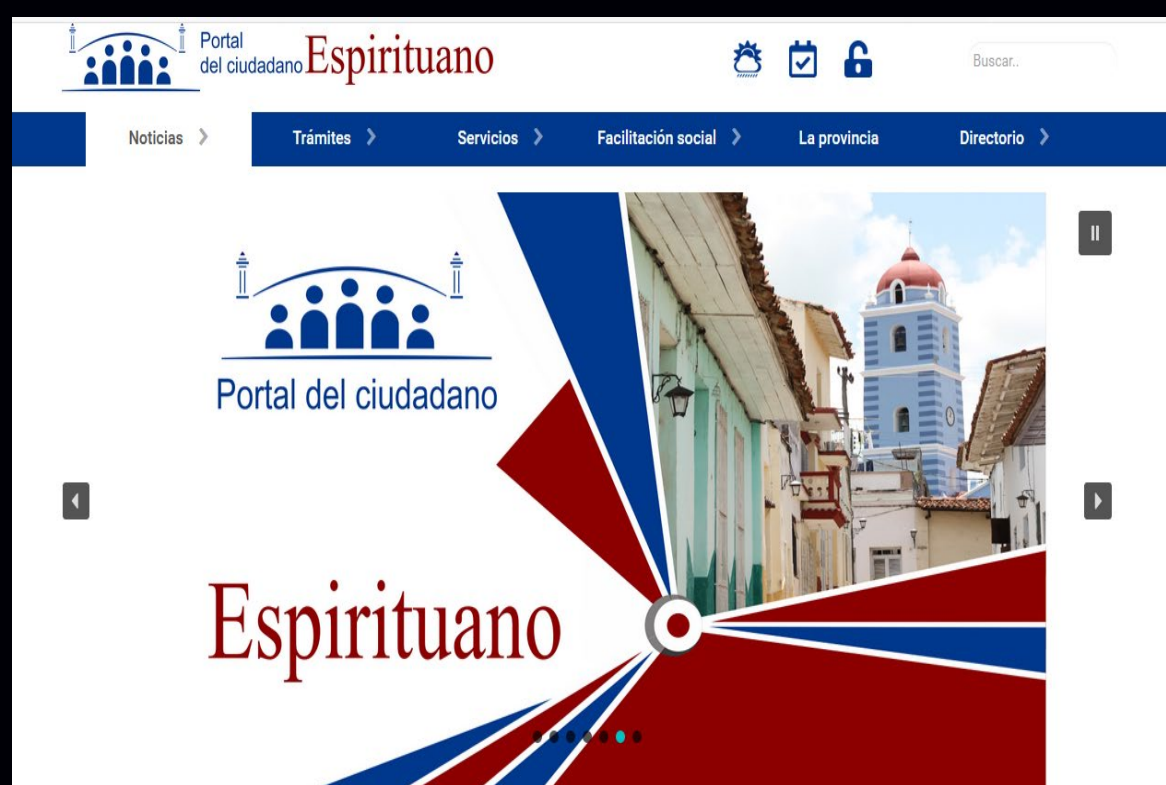 Portal
del ciudadano Espirituano
Buscar..
Noticias
Trámites
Servicios
Facilitación social
La provincia
Directorio
Portal del ciudadano
Espirituano